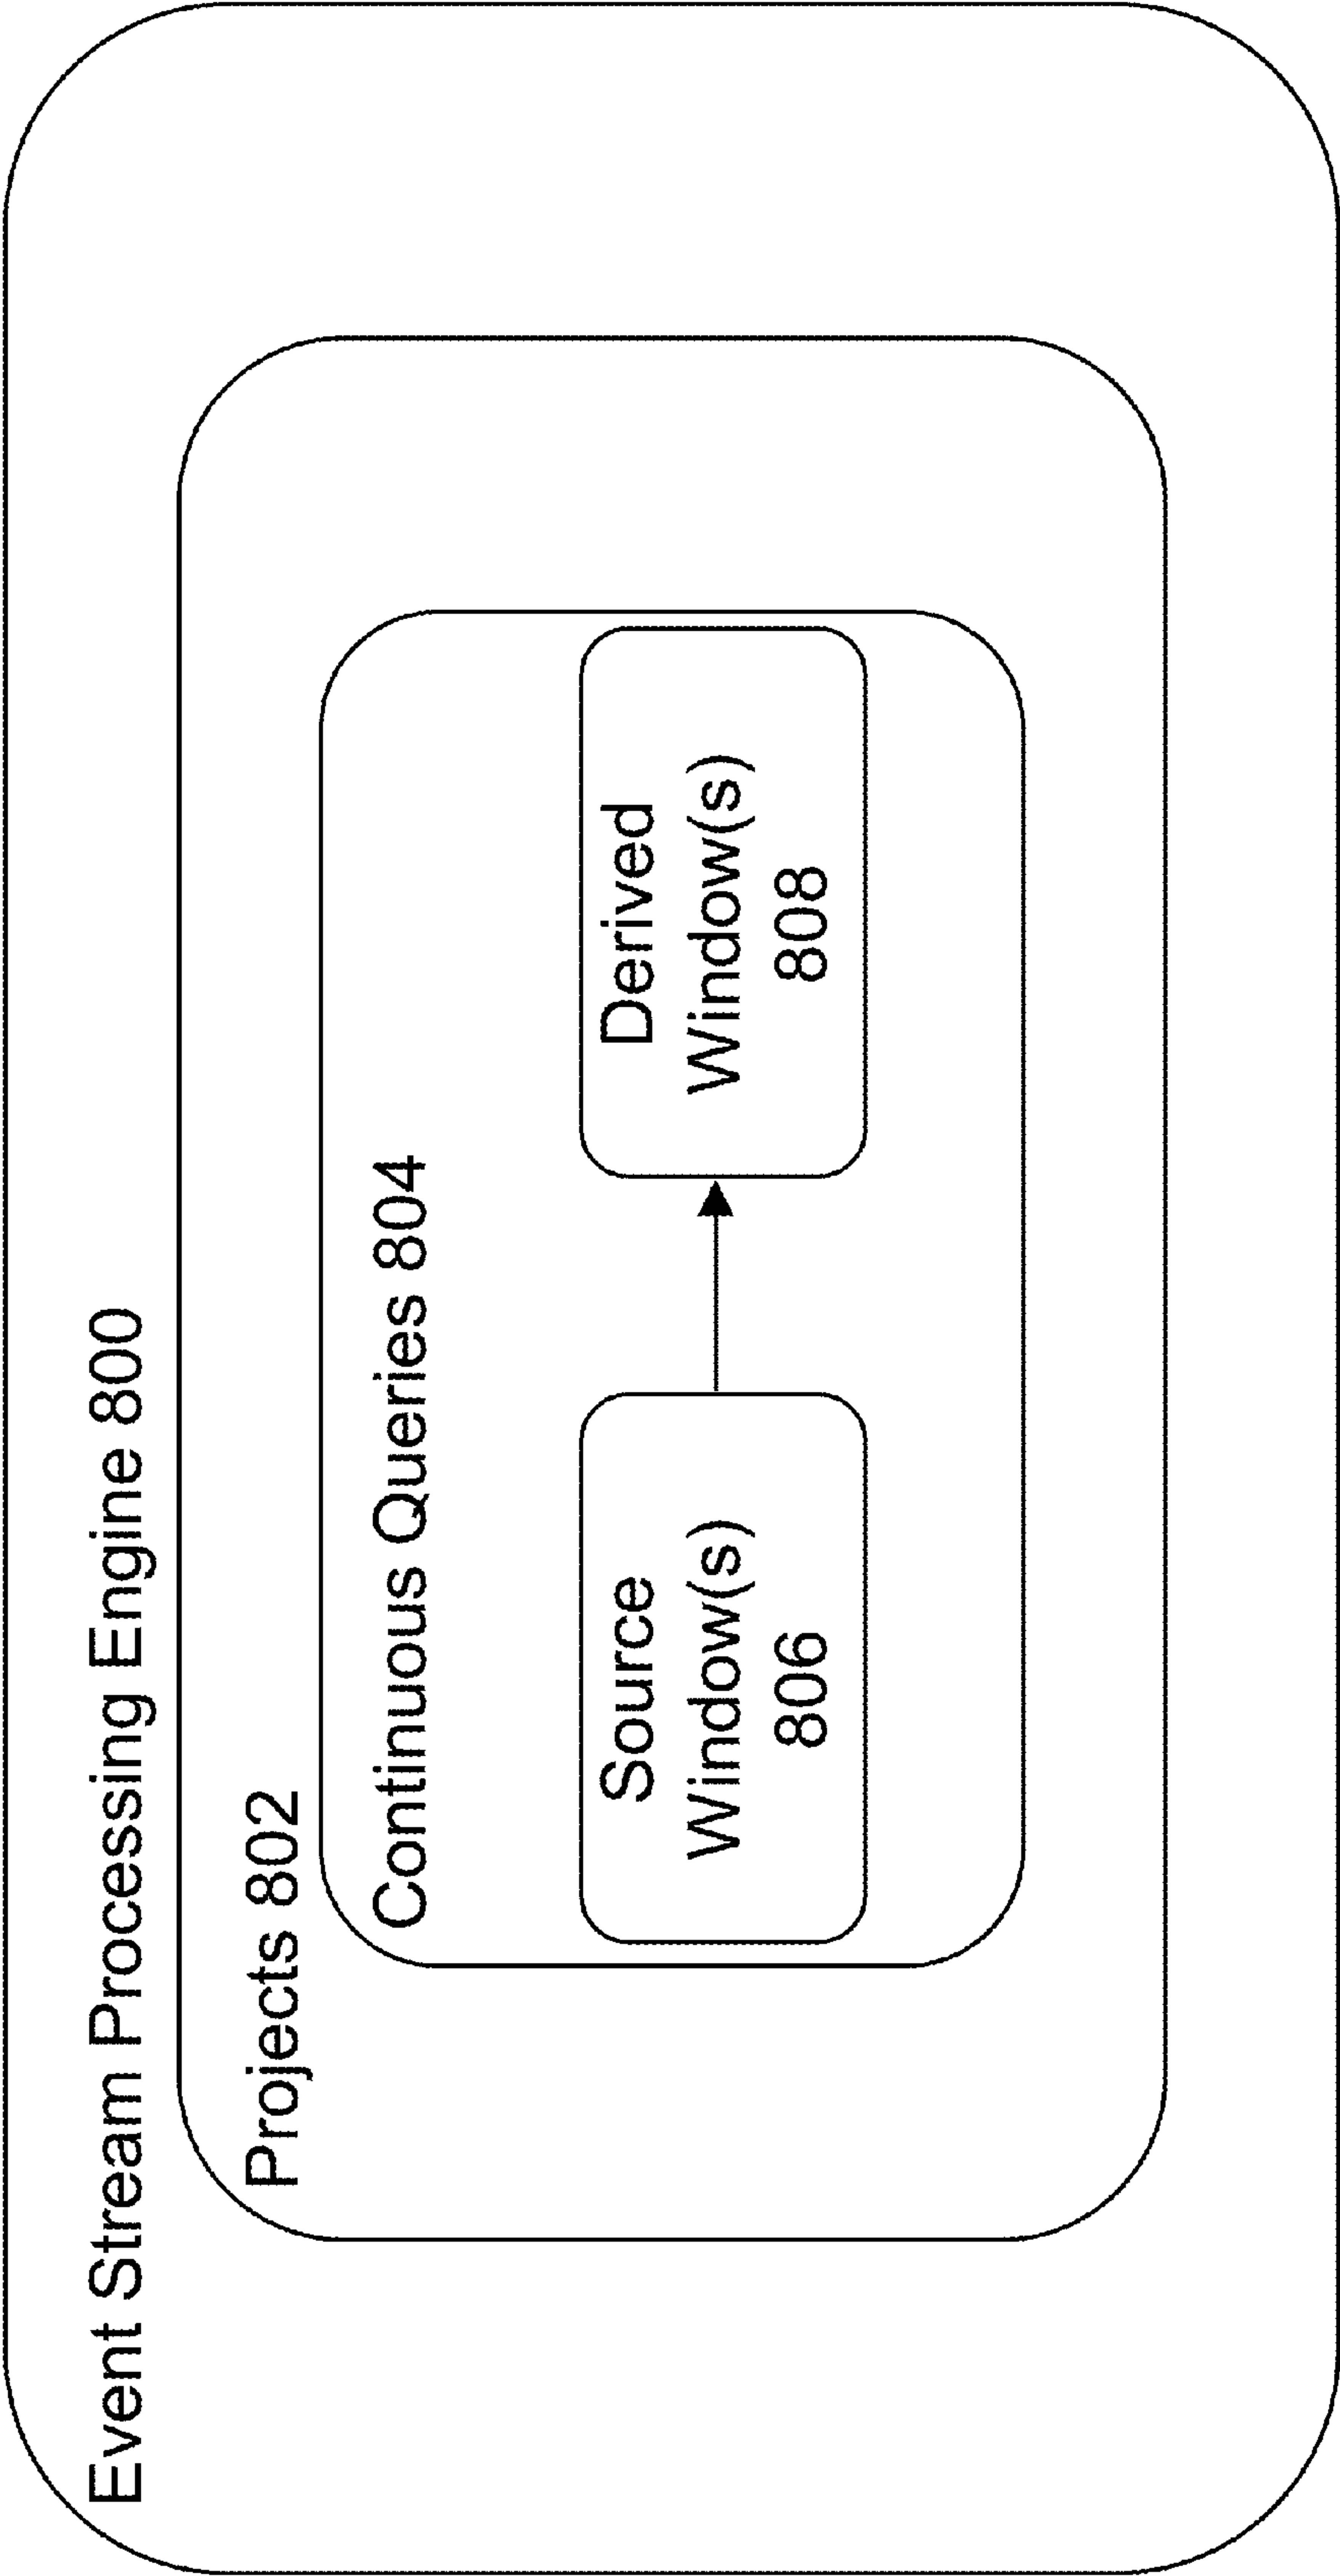 Event Stream Processing Engine 800
Projects 802
Continuous Queries 804
Source
Window(s)
806
Derived
Window(s)
808